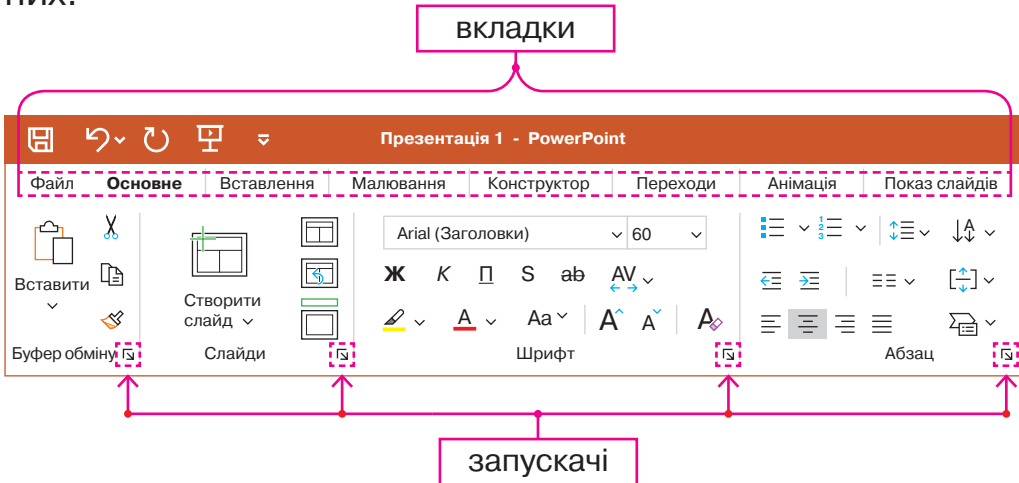 них.
вкладки
Презентація 1 - PowerPoint
Файл Основне Вставлення Малювання Конструктор Переходи Анімація Показ слайдів
Arial (Заголовки) 60
Ж К П S ab AV
Вставити
Створити
слайд
A Aa A A A
Буфер обміну Слайди Шрифт Абзац
запускачі